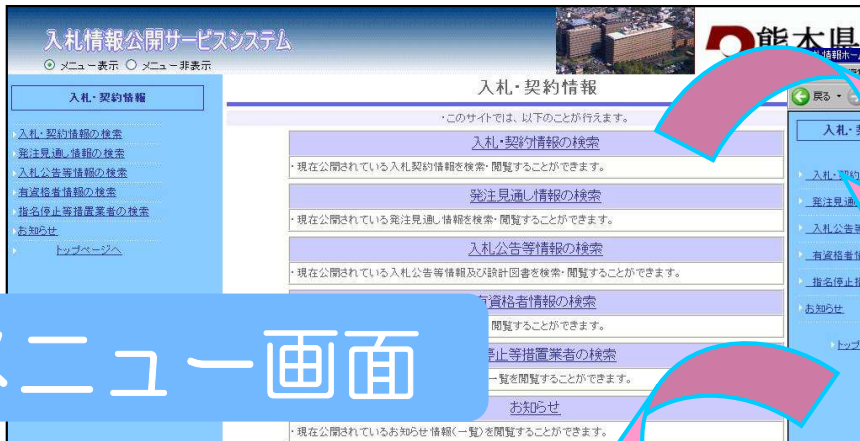 入札情報公開サービスシステム
メニュー表示 メニュー非表示
熊本県
入札・契約情報
入札・契約情報の検索
発注見通し情報の検索
入札公告等情報の検索
有資格者情報の検索
指名停止等措置業者の検索
お知らせ
トップページへ
入札・契約情報
・このサイトでは、以下のことが行えます。
入札・契約情報の検索
・現在公開されている入札契約情報を検索・閲覧することができます。
発注見通し情報の検索
・現在公開されている発注見通し情報を検索・閲覧することができます。
入札公告等情報の検索
・現在公開されている入札公告等情報及び設計図書を検索・閲覧することができます。
有資格者情報の検索
閲覧することができます。
停止等措置業者の検索
一覧を閲覧することができます。
お知らせ
・現在公開されているお知らせ情報(一覧)を閲覧することができます。
メニュー画面
戻る
入札・契
入札・契約
発注見通
入札公告等
有資格者情
指名停止措
お知らせ
トップ